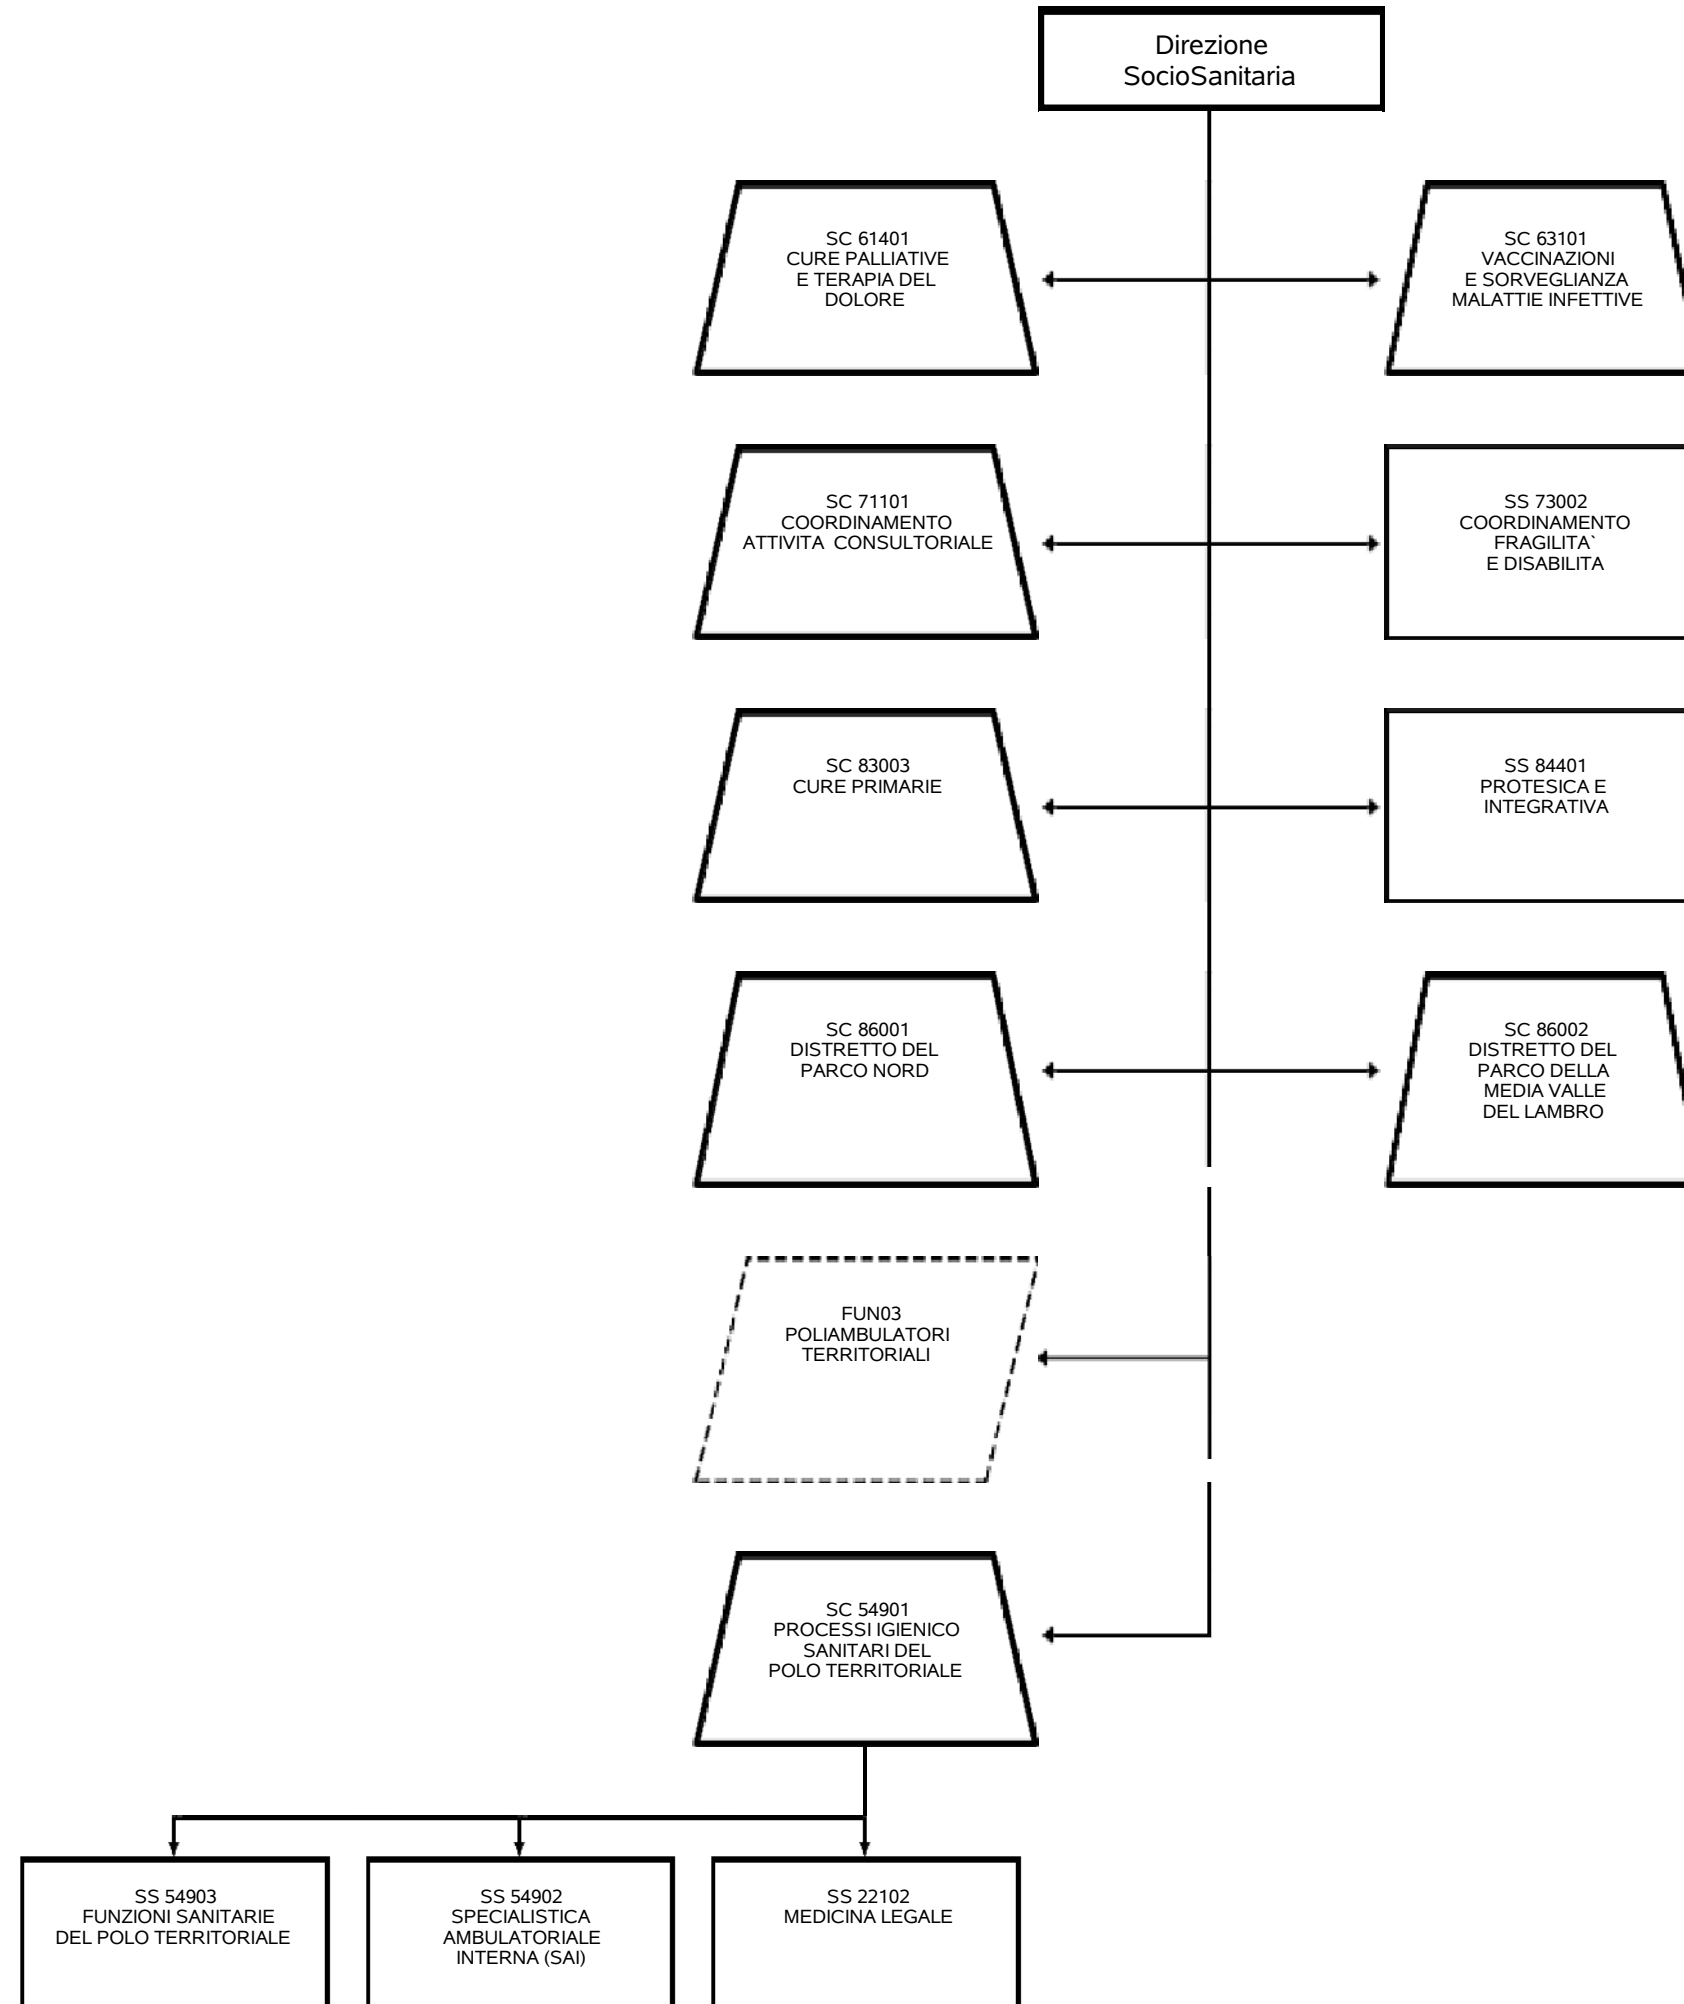 Direzione
SocioSanitaria
SC 61401
CURE PALLIATIVE
E TERAPIA DEL
DOLORE
SC 63101
VACCINAZIONI
E SORVEGLIANZA
MALATTIE INFETTIVE
SC 71101
COORDINAMENTO
ATTIVITA CONSULTORIALE
SS 73002
COORDINAMENTO
FRAGILITA`
E DISABILITA
SC 83003
CURE PRIMARIE
SS 84401
PROTESICA E
INTEGRATIVA
SC 86001
DISTRETTO DEL
PARCO NORD
SC 86002
DISTRETTO DEL
PARCO DELLA
MEDIA VALLE
DEL LAMBRO
FUN03
POLIAMBULATORI
TERRITORIALI
SC 54901
PROCESSI IGIENICO
SANITARI DEL
POLO TERRITORIALE
SS 54903
FUNZIONI SANITARIE
DEL POLO TERRITORIALE
SS 54902
SPECIALISTICA
AMBULATORIALE
INTERNA (SAI)
SS 22102
MEDICINA LEGALE